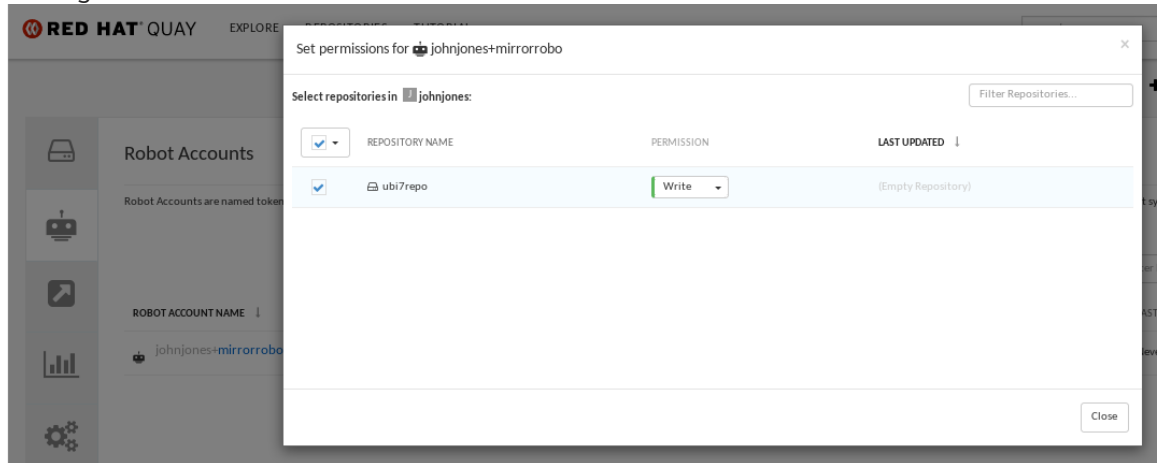 RED HAT® QUAY EXPLORE
Set permissions for johnjones+mirrorrobo ×
Select repositories in J johnjones: Filter Repositories...
Robot Accounts
REPOSITORY NAME PERMISSION LAST UPDATED ↓
ubi7repo Write (Empty Repository)
Robot Accounts are named token
ROBOT ACCOUNT NAME ↓
johnjones+mirrorrobo
Close